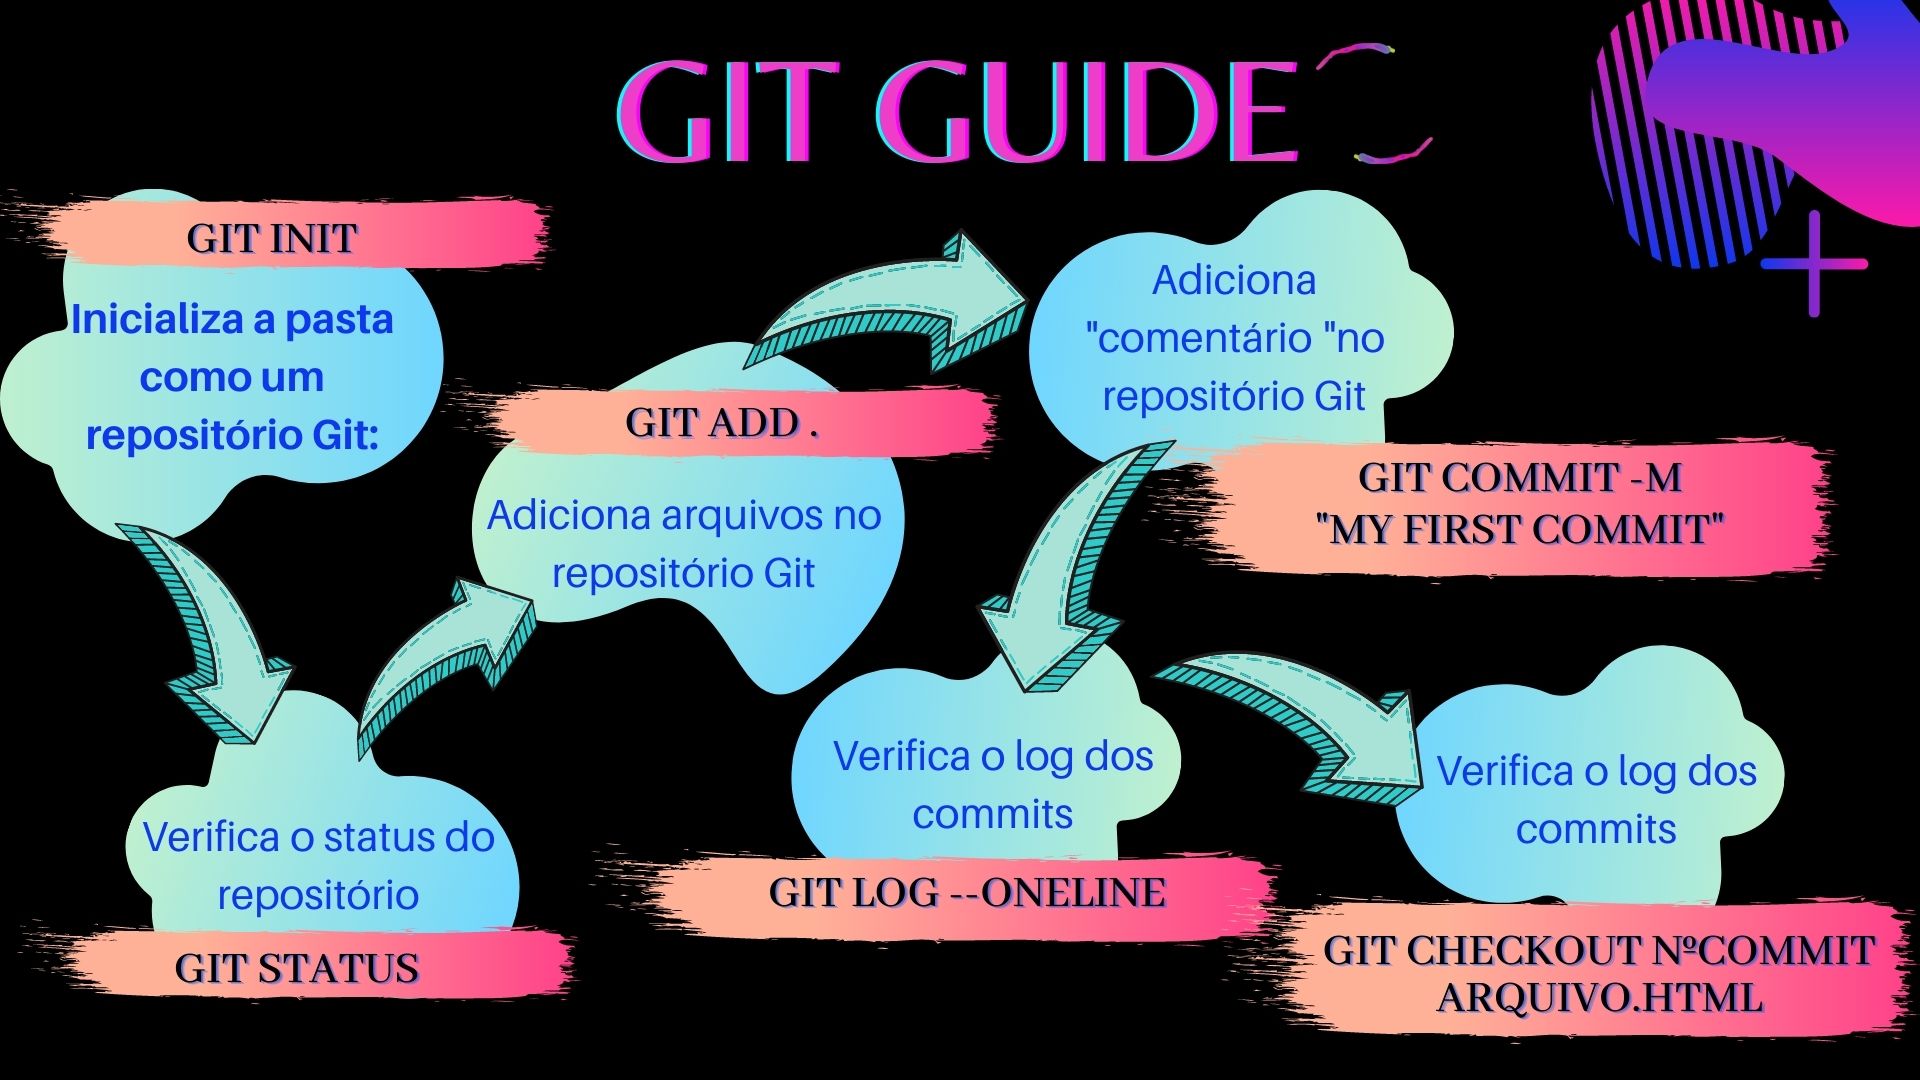 GIT GUIDE
GIT INIT
Inicializa a pasta
como um
repositório Git:
Verifica o status do
repositório
GIT STATUS
GIT ADD .
Adiciona arquivos no
repositório Git
Adiciona
"comentário "no
repositório Git
GIT COMMIT -M
"MY FIRST COMMIT"
Verifica o log dos
commits
GIT LOG --ONELINE
Verifica o log dos
commits
GIT CHECKOUT NºCOMMIT
ARQUIVO.HTML